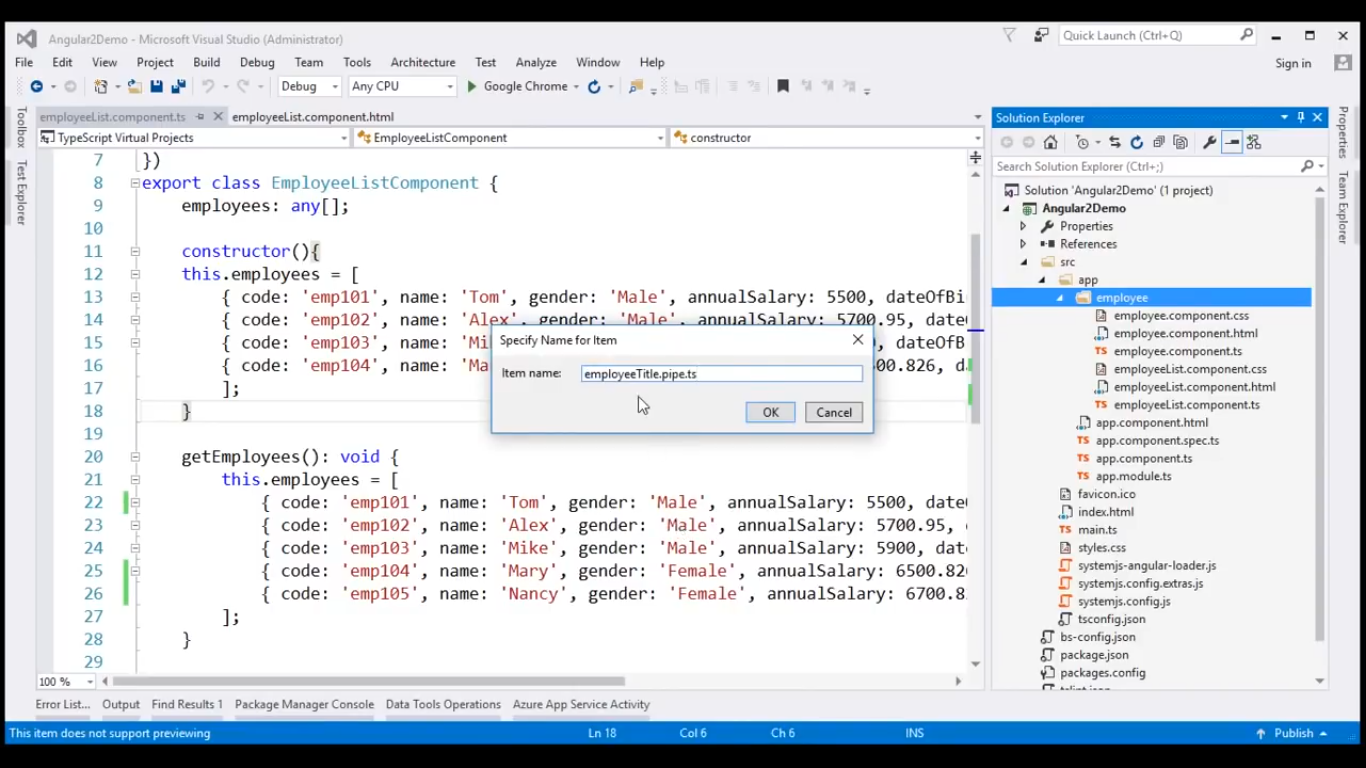 Angular2Demo - Microsoft Visual Studio (Administrator)
Quick Launch (Ctrl+Q)
File Edit View Project Build Debug Team Tools Architecture Test Analyze Window Help
Sign in
Debug Any CPU Google Chrome
Toolbox
Test Explorer
employeeList.component.ts employeeList.component.html
TypeScript Virtual Projects EmployeeListComponent constructor
7 })
8 export class EmployeeListComponent {
9 employees: any[];
10
11 constructor(){
12 this.employees = [
13 { code: 'emp101', name: 'Tom', gender: 'Male', annualSalary: 5500, dateOfBi
14 { code: 'emp102', name: 'Alex', gender: 'Male', annualSalary: 5700.95, date
15 { code: 'emp103', name: 'Mi dateOfB
16 { code: 'emp104', name: 'Ma 00.826, d
17 ];
18 }
19
20 getEmployees(): void {
21 this.employees = [
22 { code: 'emp101', name: 'Tom', gender: 'Male', annualSalary: 5500, date
23 { code: 'emp102', name: 'Alex', gender: 'Male', annualSalary: 5700.95,
24 { code: 'emp103', name: 'Mike', gender: 'Male', annualSalary: 5900, dat
25 { code: 'emp104', name: 'Mary', gender: 'Female', annualSalary: 6500.82
26 { code: 'emp105', name: 'Nancy', gender: 'Female', annualSalary: 6700.8
27 ];
28 }
29
100 %
Specify Name for Item
Item name: employeeTitle.pipe.ts
OK Cancel
Solution Explorer
Search Solution Explorer (Ctrl+;)
Solution 'Angular2Demo' (1 project)
Angular2Demo
Properties
References
src
app
employee
employee.component.css
employee.component.html
employee.component.ts
employeeList.component.css
employeeList.component.html
employeeList.component.ts
app.component.html
app.component.spec.ts
app.component.ts
app.module.ts
favicon.ico
index.html
main.ts
styles.css
systemjs-angular-loader.js
systemjs.config.extras.js
systemjs.config.js
tsconfig.json
bs-config.json
package.json
packages.config
Properties
Team Explorer
Error List... Output Find Results 1 Package Manager Console Data Tools Operations Azure App Service Activity
This item does not support previewing Ln 18 Col 6 Ch 6 INS Publish